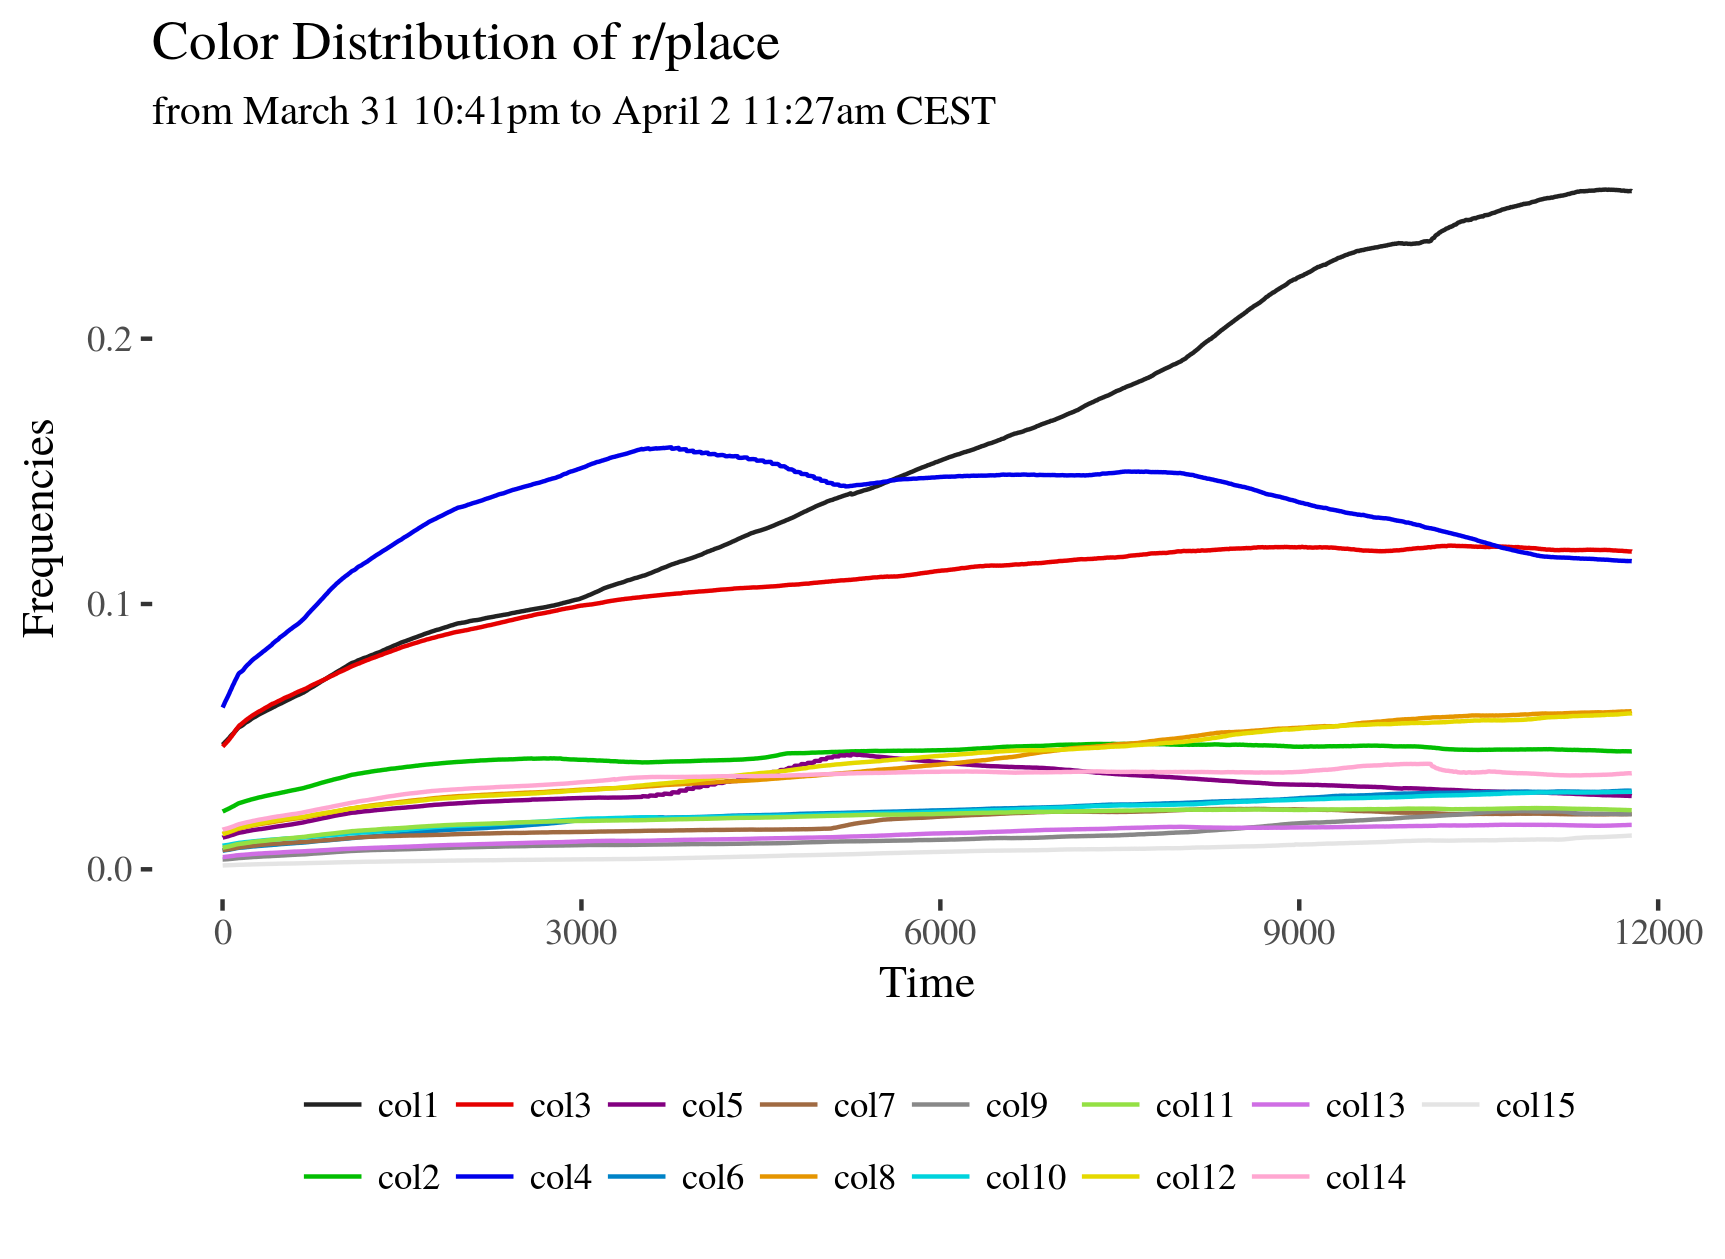 Color Distribution of r/place
from March 31 10:41pm to April 2 11:27am CEST
Frequencies
0.2
0.1
0.0
0 3000 6000 9000 12000
Time
col1 col3 col5 col7 col9 col11 col13 col15
col2 col4 col6 col8 col10 col12 col14